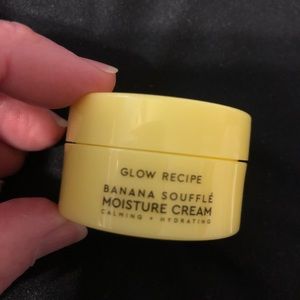 GLOW RECIPE
BANANA SOUFFLÉ
MOISTURE CREAM
CALMING + HYDRATING